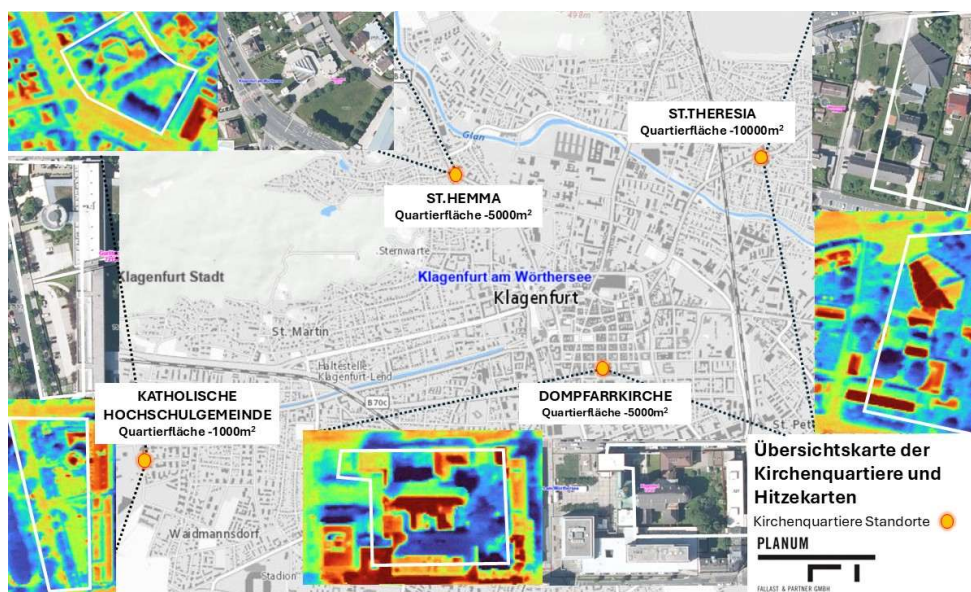 498m
Glan
ST.THERESIA
Quartierfläche -10000m²
ST.HEMMA
Quartierfläche -5000m²
Sternwarte
Klagenfurt Stadt
Klagenfurt am Wörthersee
Klagenfurt
St. Martin
Haltestelle
Klagenfurt-Lend
B70c
KATHOLISCHE
HOCHSCHULGEMEINDE
Quartierfläche -1000m²
DOMPFARRKIRCHE
Quartierfläche -5000m²
St. Pet
Waidmannsdorf
Stadion
Übersichtskarte der
Kirchenquartiere und
Hitzekarten
Kirchenquartiere Standorte
PLANUM
FALLAST & PARTNER GMBH